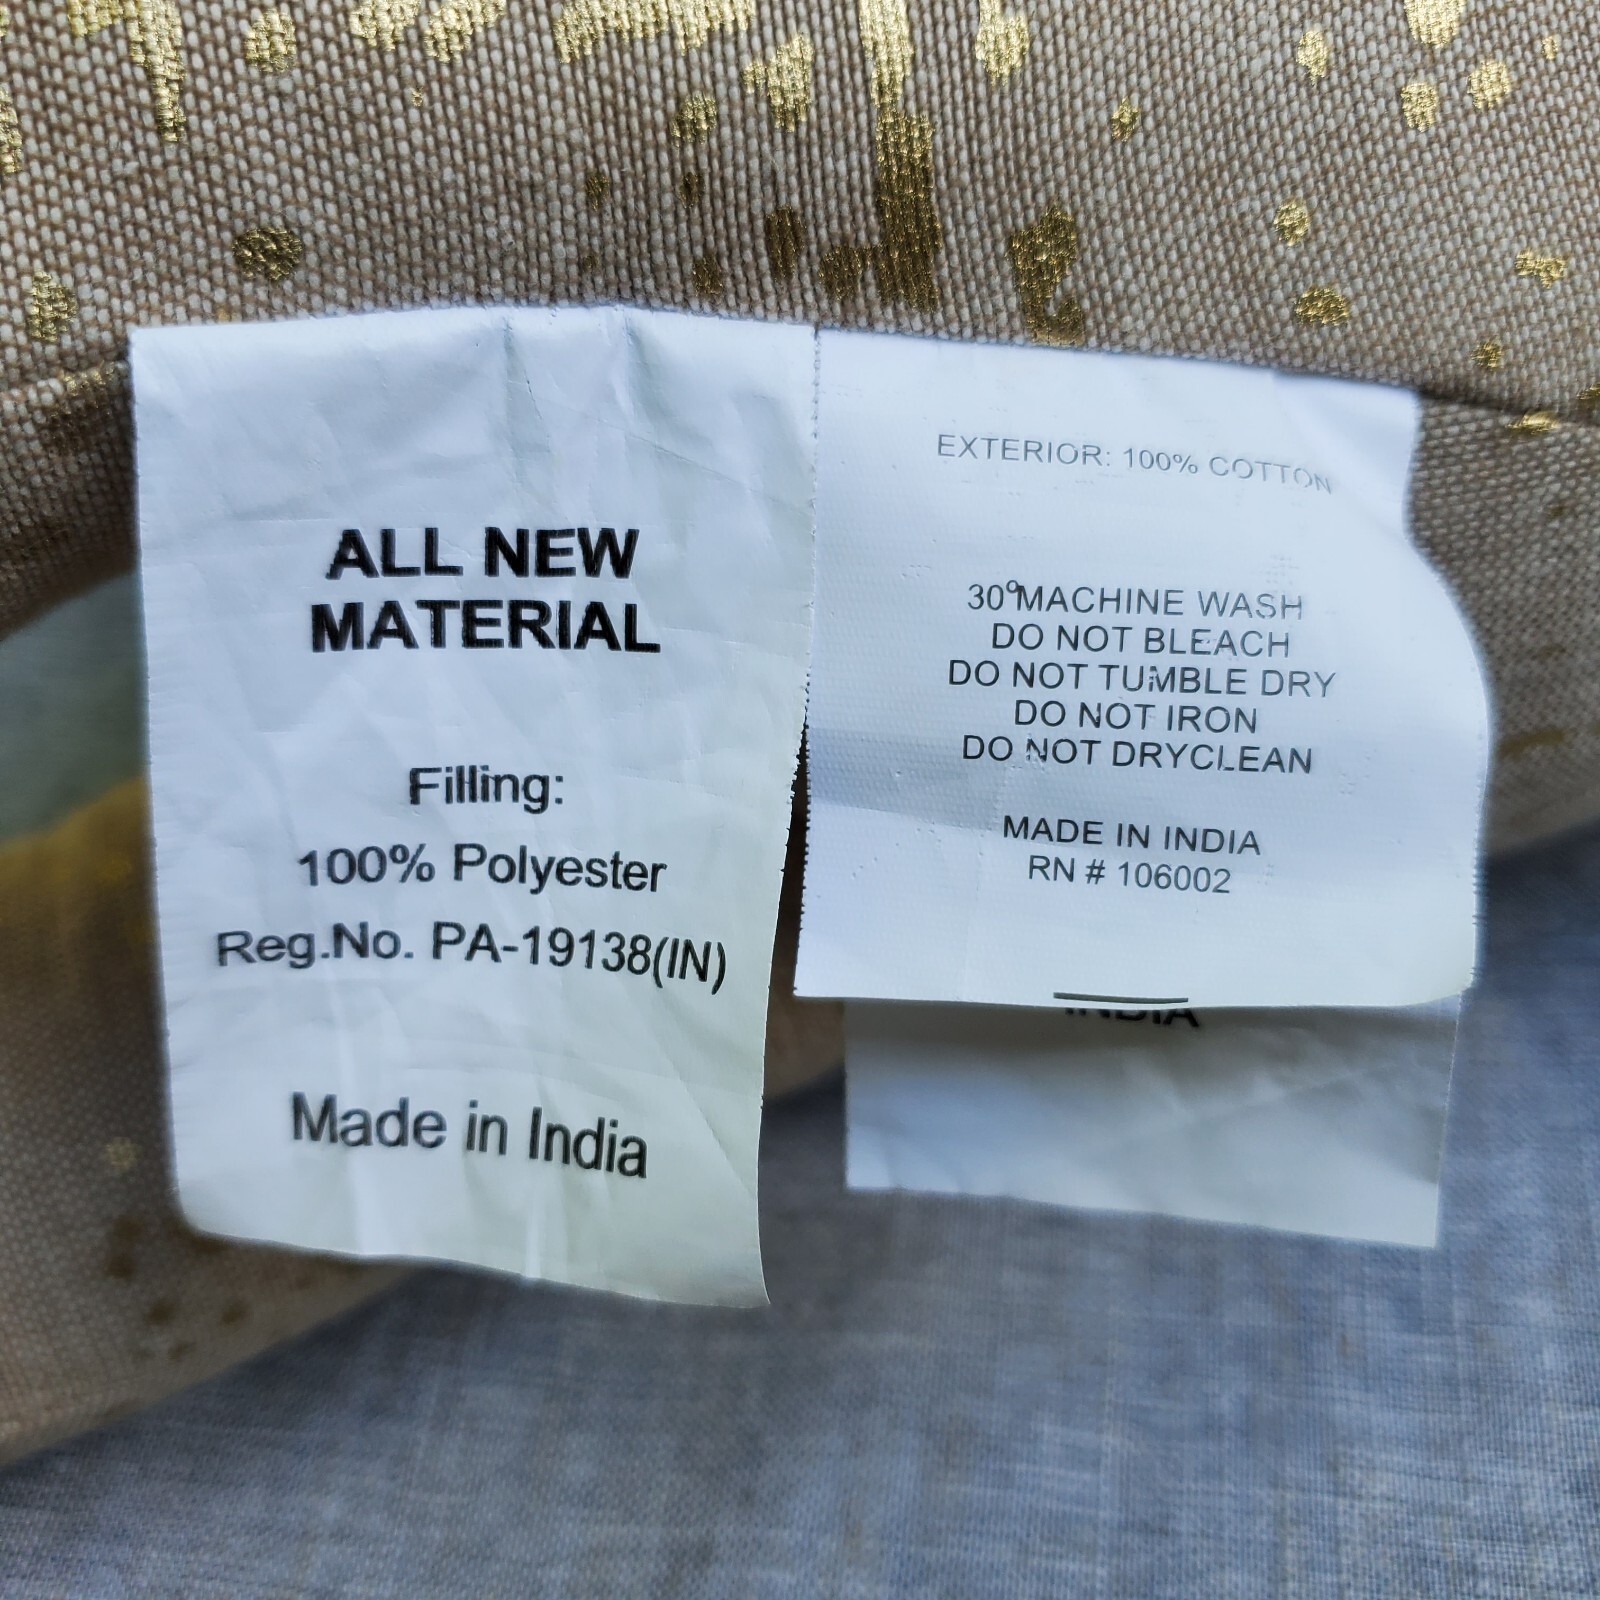 ALL NEW
MATERIAL
Filling:
100% Polyester
Reg.No. PA-19138(IN)
Made in India
EXTERIOR: 100% COTTON
30°MACHINE WASH
DO NOT BLEACH
DO NOT TUMBLE DRY
DO NOT IRON
DO NOT DRYCLEAN
MADE IN INDIA
RN # 106002
INDIA